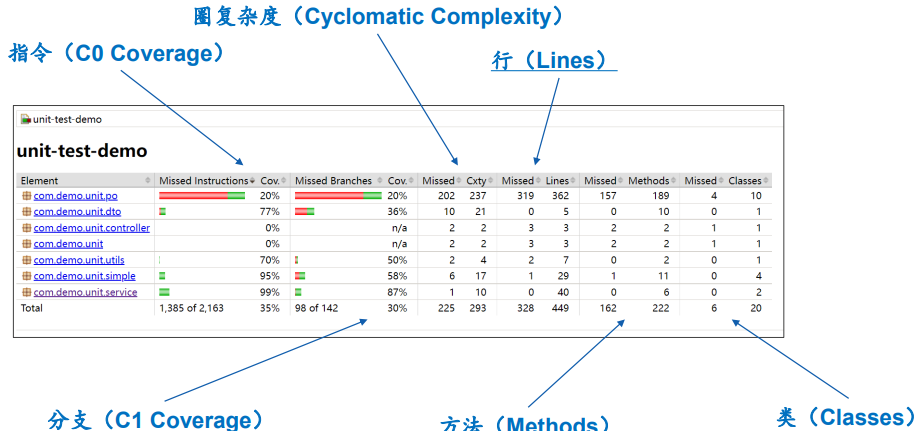 圈复杂度（Cyclomatic Complexity）
指令（C0 Coverage）
行（Lines）
unit-test-demo
unit-test-demo
Element Missed Instructions Cov. Missed Branches Cov. Missed Cxty Missed Lines Missed Methods Missed Classes
com.demo.unit.po 20% 20% 202 237 319 362 157 189 4 10
com.demo.unit.dto 77% 36% 10 21 0 5 0 10 0 1
com.demo.unit.controller 0% n/a 2 2 3 3 2 2 1 1
com.demo.unit 0% n/a 2 2 3 3 2 2 1 1
com.demo.unit.utils 70% 50% 2 4 2 7 0 2 0 1
com.demo.unit.simple 95% 58% 6 17 1 29 1 11 0 4
com.demo.unit.service 99% 87% 1 10 0 40 0 6 0 2
Total 1,385 of 2,163 35% 98 of 142 30% 225 293 328 449 162 222 6 20
分支（C1 Coverage）
方法（Methods）
类（Classes）